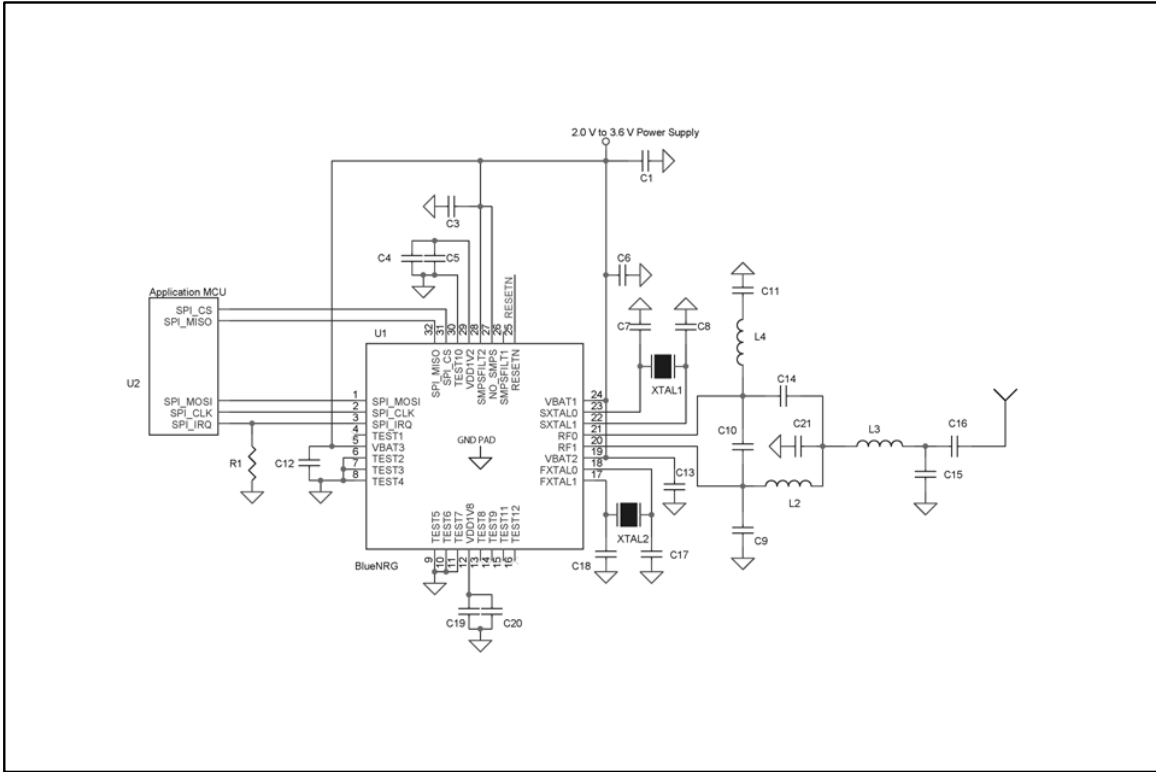 2.0 V to 3.6 V Power Supply
C1
C3
C4
C5
C6
C11
Application MCU
SPI_CS
SPI_MISO
U2
SPI_MOSI
SPI_CLK
SPI_IRQ
R1
C12
RESETN
U1
32
31
30
29
28
27
26
25
SPI_MISO
SPI_CS
TEST10
VDD1V2
SMPSFILT2
NO_SMPS
SMPSFILT1
RESETN
1
2
3
4
5
6
7
8
SPI_MOSI
SPI_CLK
SPI_IRQ
TEST1
VBAT3
TEST2
TEST3
TEST4
GND PAD
VBAT1
SXTAL0
SXTAL1
RF0
RF1
VBAT2
FXTAL0
FXTAL1
24
23
22
21
20
19
18
17
TEST5
TEST6
TEST7
VDD1V8
TEST8
TEST9
TEST11
TEST12
9
10
11
12
13
14
15
16
BlueNRG
C19
C20
C7
C8
XTAL1
L4
C14
C10
C21
L3
C16
C15
C13
L2
XTAL2
C18
C17
C9